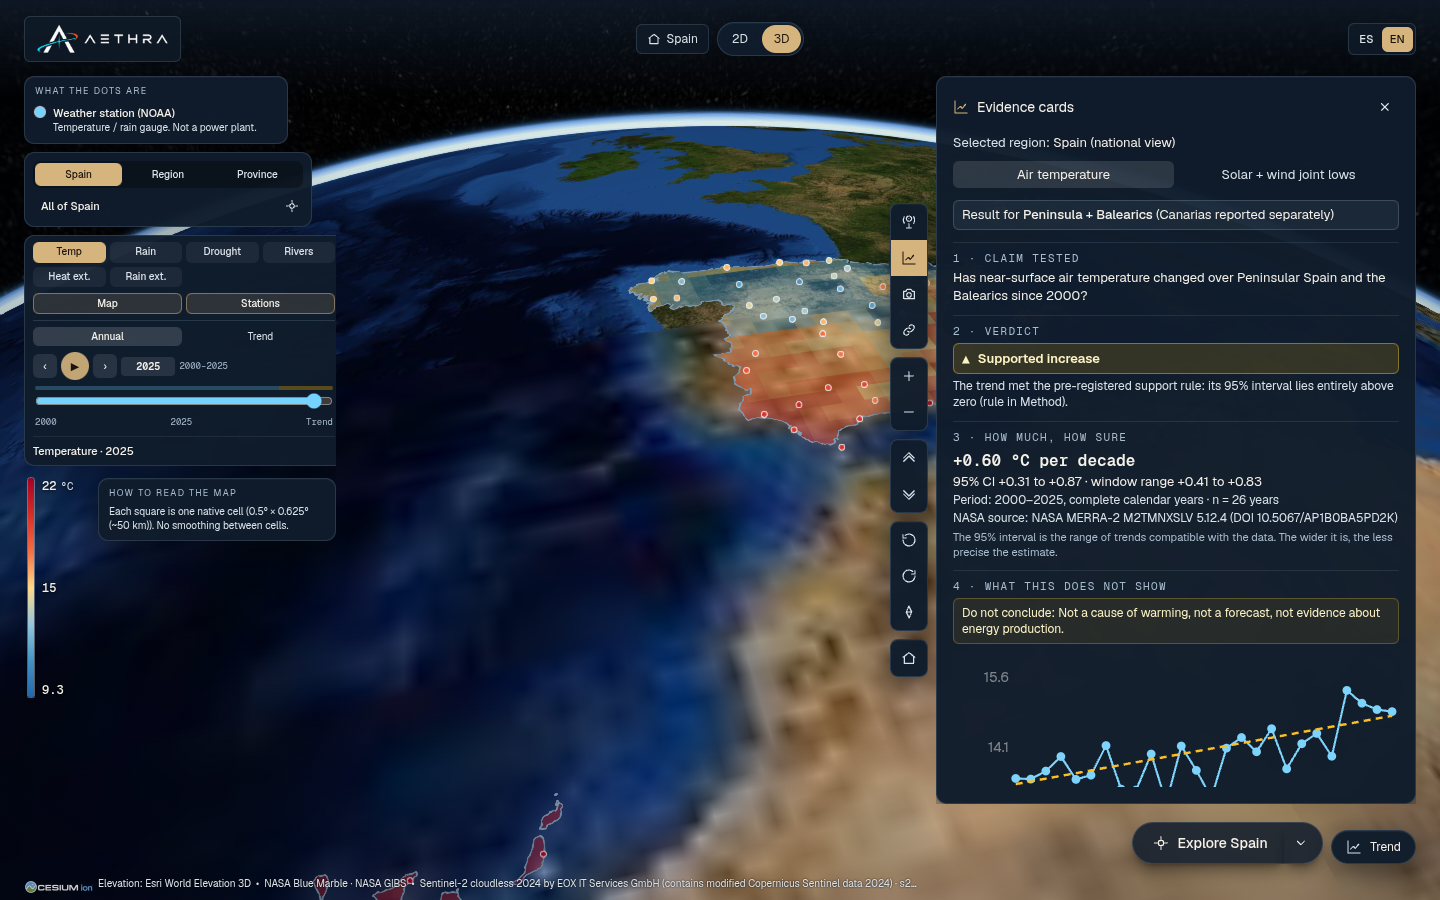 AETHRA
Spain
2D
3D
ES
EN
WHAT THE DOTS ARE
Weather station (NOAA)
Temperature / rain gauge. Not a power plant.
Spain
Region
Province
All of Spain
Temp
Rain
Drought
Rivers
Heat ext.
Rain ext.
Map
Stations
Annual
Trend
‹
▶
›
2025
2000–2025
2000
2025
Trend
Temperature · 2025
22 °C
15
9.3
HOW TO READ THE MAP
Each square is one native cell (0.5° × 0.625°
(~50 km)). No smoothing between cells.
Evidence cards
×
Selected region: Spain (national view)
Air temperature
Solar + wind joint lows
Result for Peninsula + Balearics (Canarias reported separately)
1 · CLAIM TESTED
Has near-surface air temperature changed over Peninsular Spain and the
Balearics since 2000?
2 · VERDICT
▲ Supported increase
The trend met the pre-registered support rule: its 95% interval lies entirely above
zero (rule in Method).
3 · HOW MUCH, HOW SURE
+0.60 °C per decade
95% CI +0.31 to +0.87 · window range +0.41 to +0.83
Period: 2000–2025, complete calendar years · n = 26 years
NASA source: NASA MERRA-2 M2TMNXSLV 5.12.4 (DOI 10.5067/AP1B0BA5PD2K)
The 95% interval is the range of trends compatible with the data. The wider it is, the less
precise the estimate.
4 · WHAT THIS DOES NOT SHOW
Do not conclude: Not a cause of warming, not a forecast, not evidence about
energy production.
15.6
14.1
Explore Spain
Trend
CESIUM ion
Elevation: Esri World Elevation 3D • NASA Blue Marble · NASA GIBS • Sentinel-2 cloudless 2024 by EOX IT Services GmbH (contains modified Copernicus Sentinel data 2024) · s2...